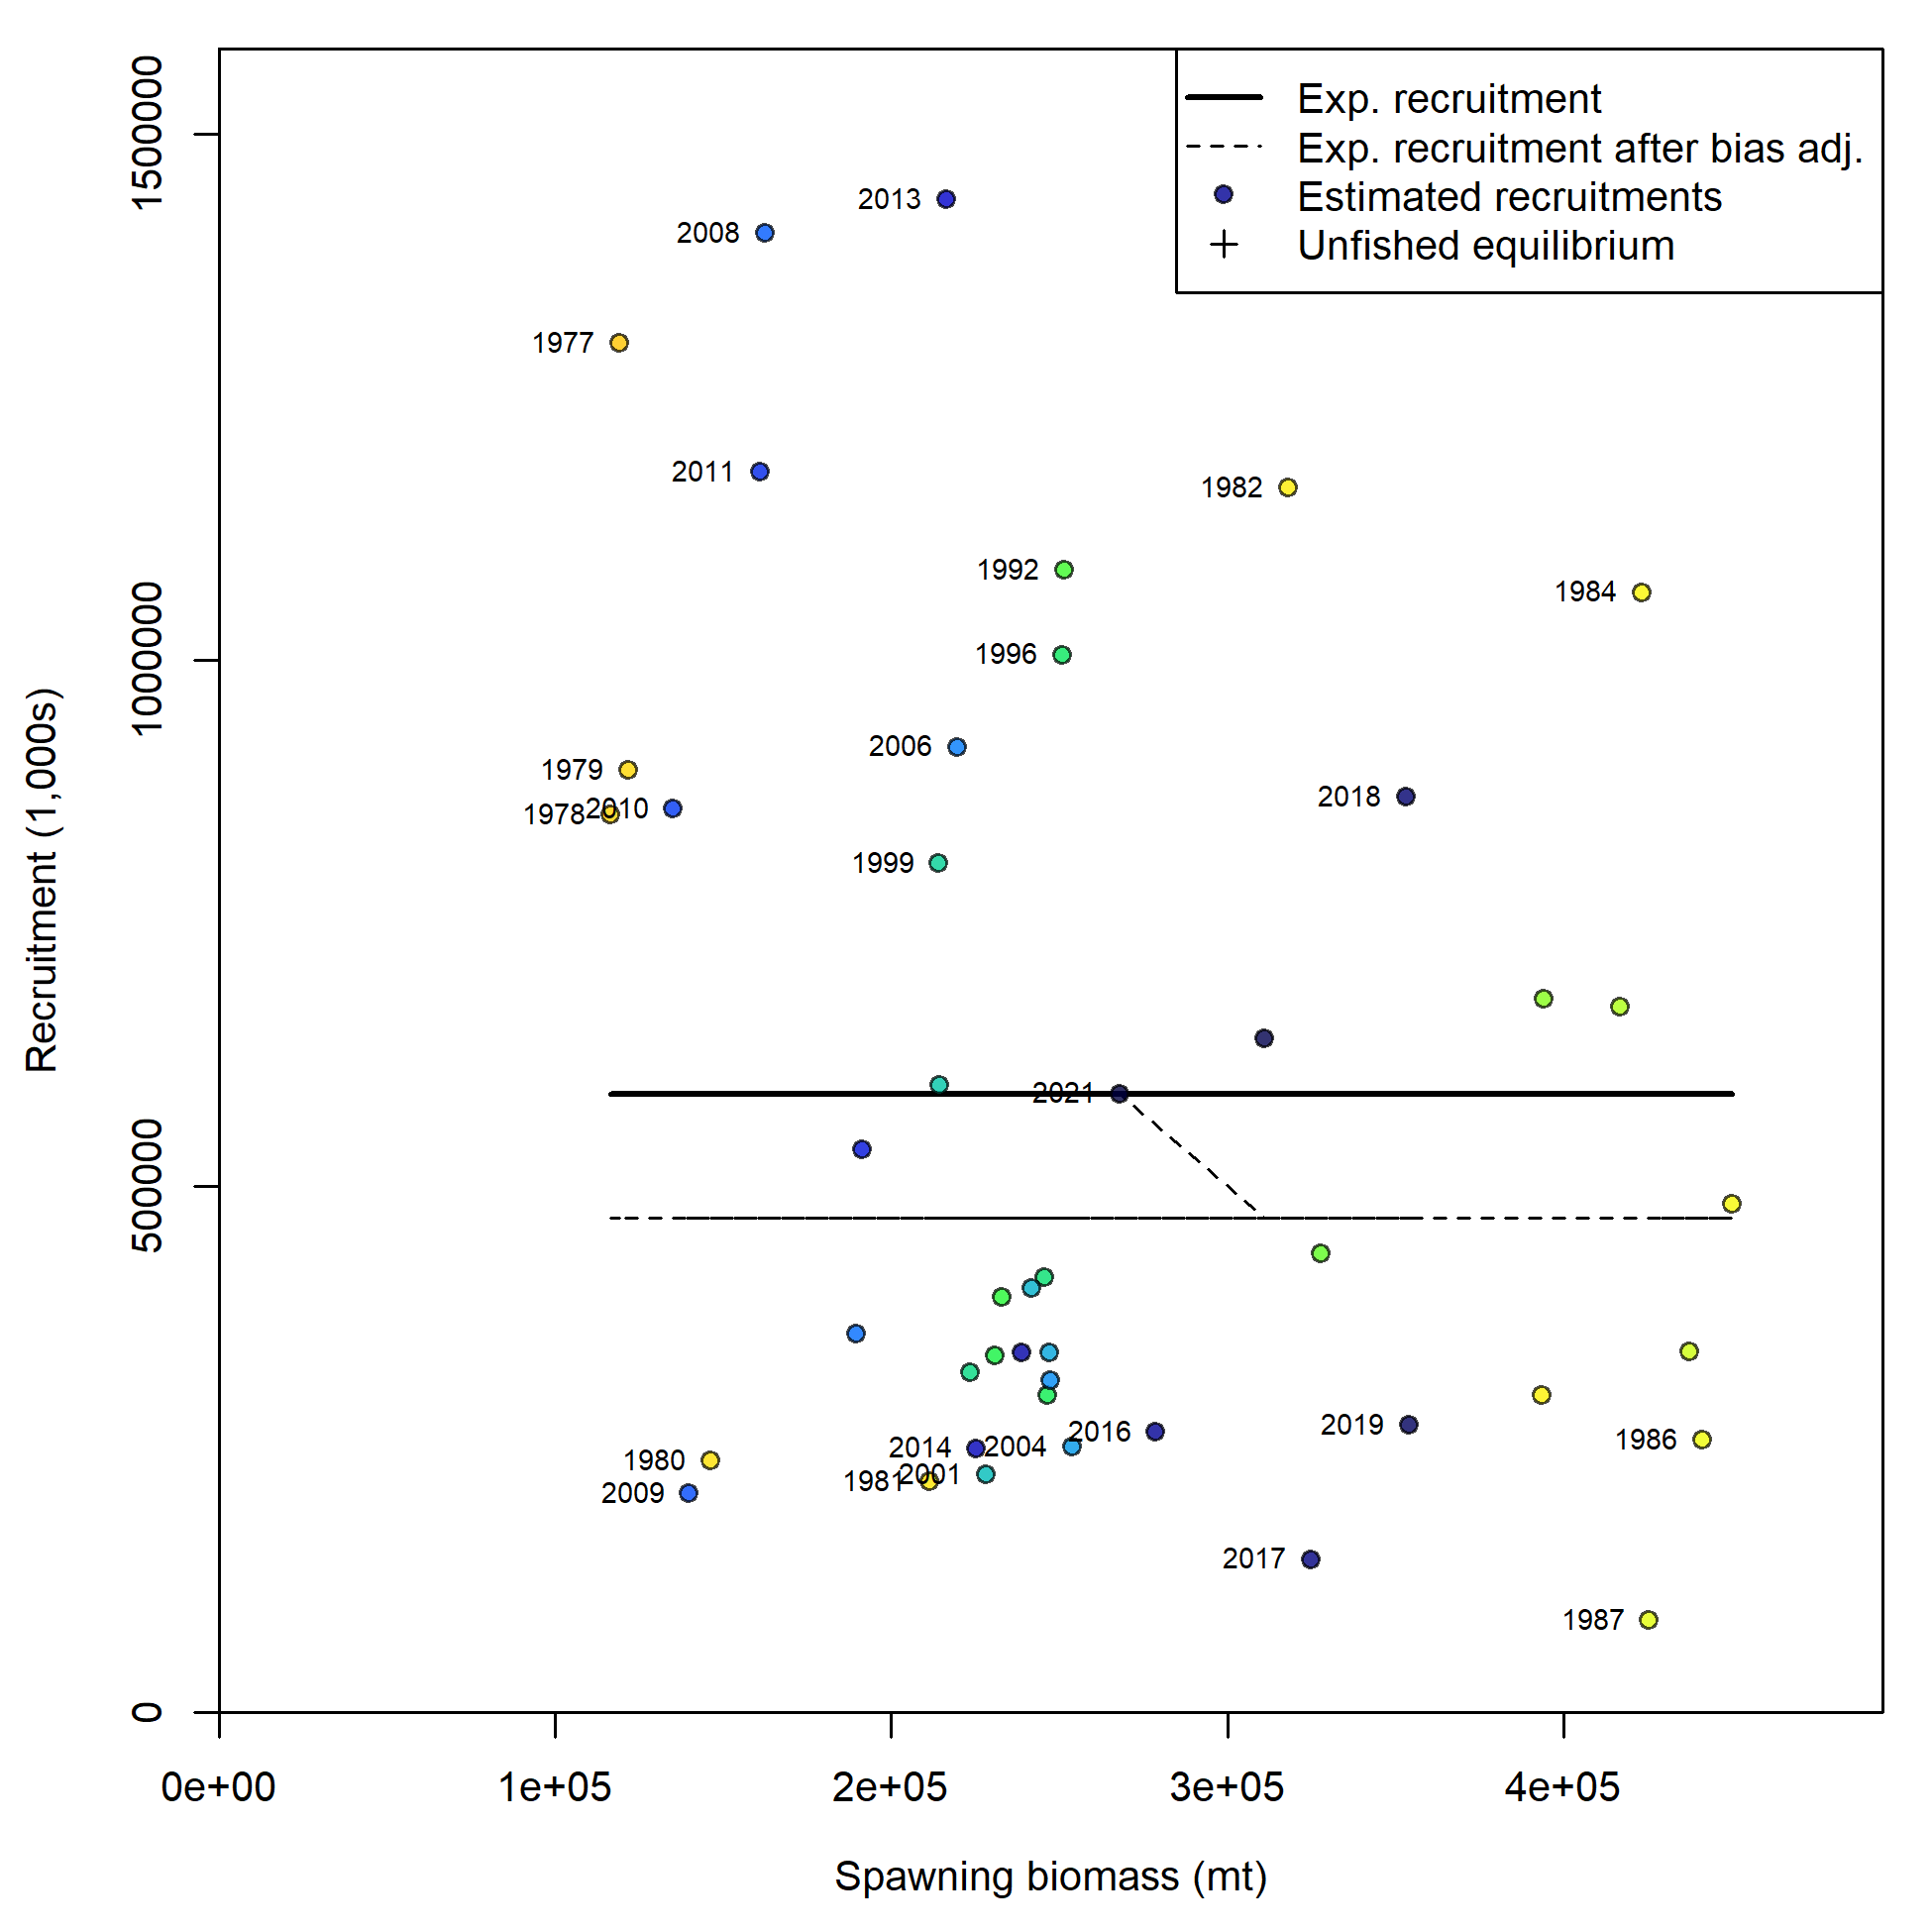 Exp. recruitment
Exp. recruitment after bias adj.
Estimated recruitments
Unfished equilibrium
1500000
1000000
500000
0
Recruitment (1,000s)
2013
2008
1977
2011
1982
1992
1984
1996
2006
1979
2018
1978
2010
1999
2021
2016
2019
1986
2014
2004
1980
2001
1981
2009
2017
1987
0e+00
1e+05
2e+05
3e+05
4e+05
Spawning biomass (mt)